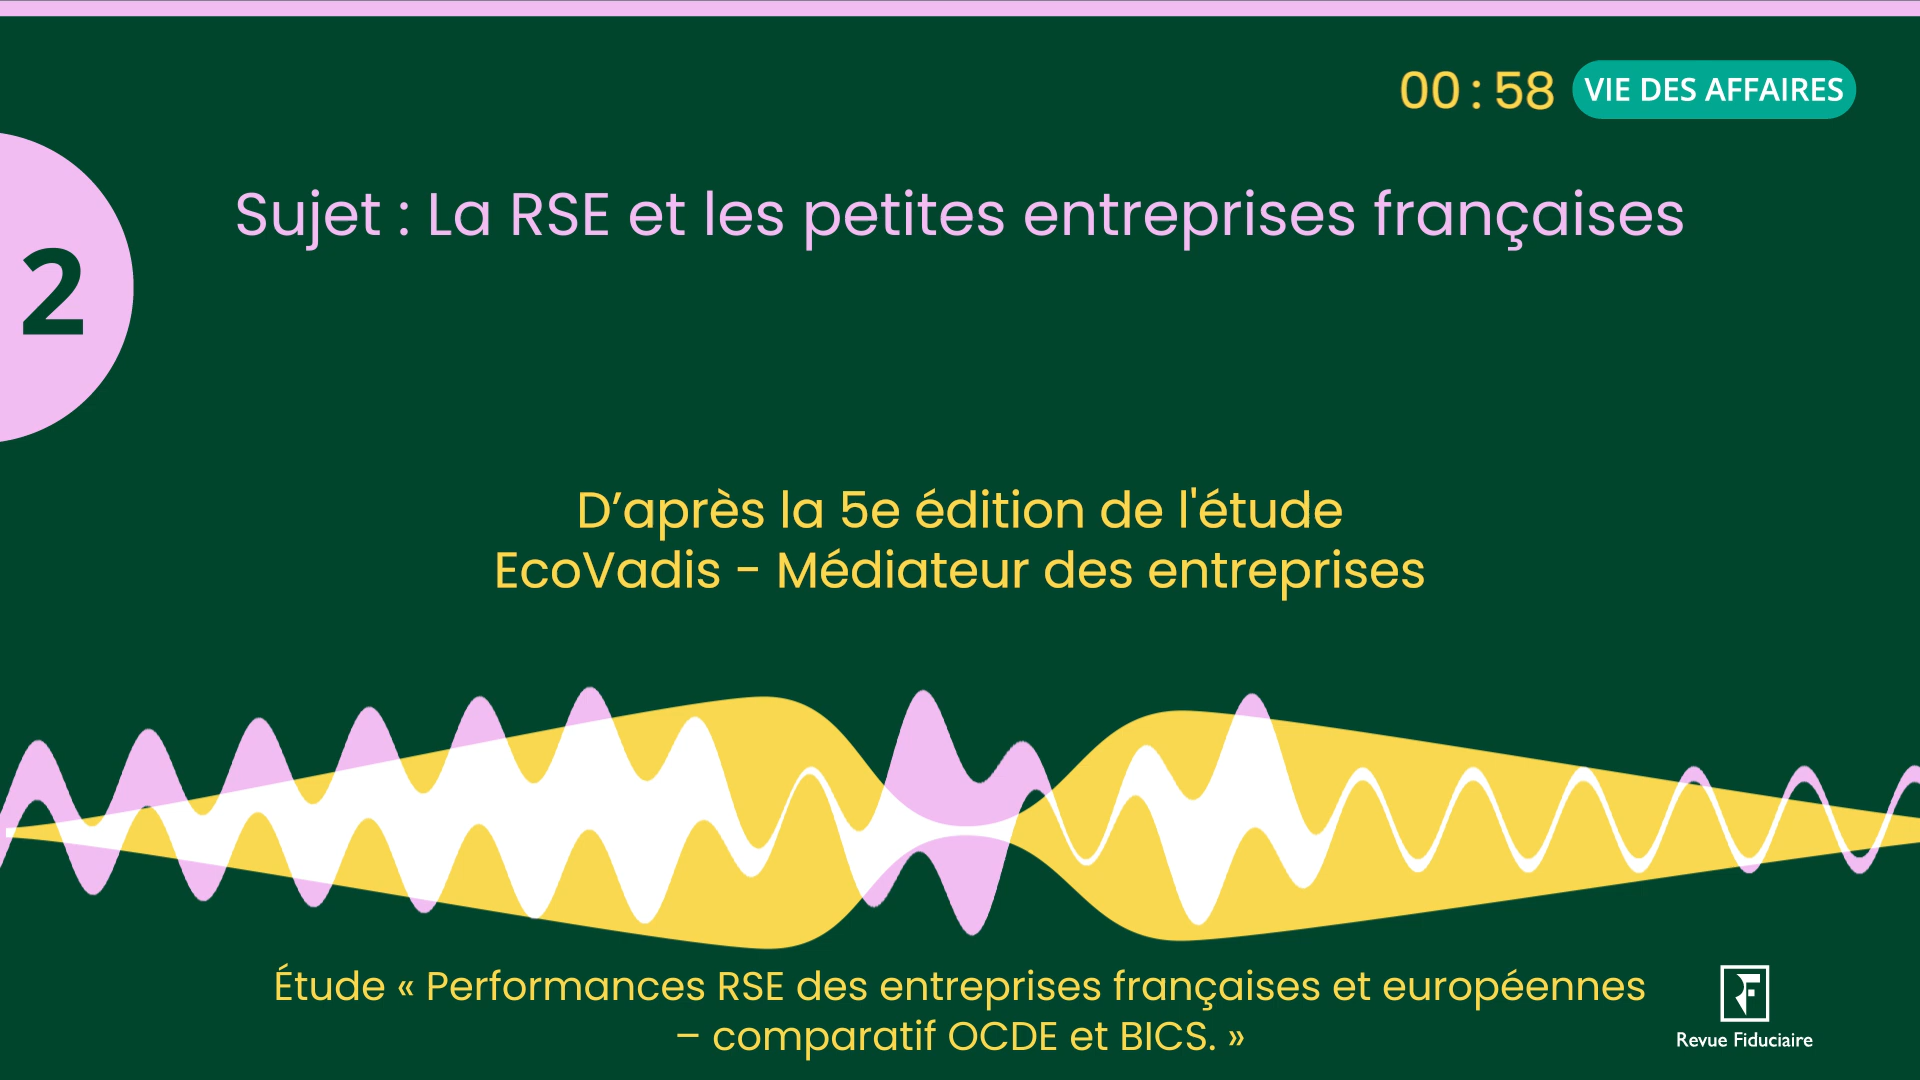 00 : 58
VIE DES AFFAIRES
2
Sujet : La RSE et les petites entreprises françaises
D’après la 5e édition de l'étude
EcoVadis - Médiateur des entreprises
Étude « Performances RSE des entreprises françaises et européennes
– comparatif OCDE et BICS. »
Revue Fiduciaire